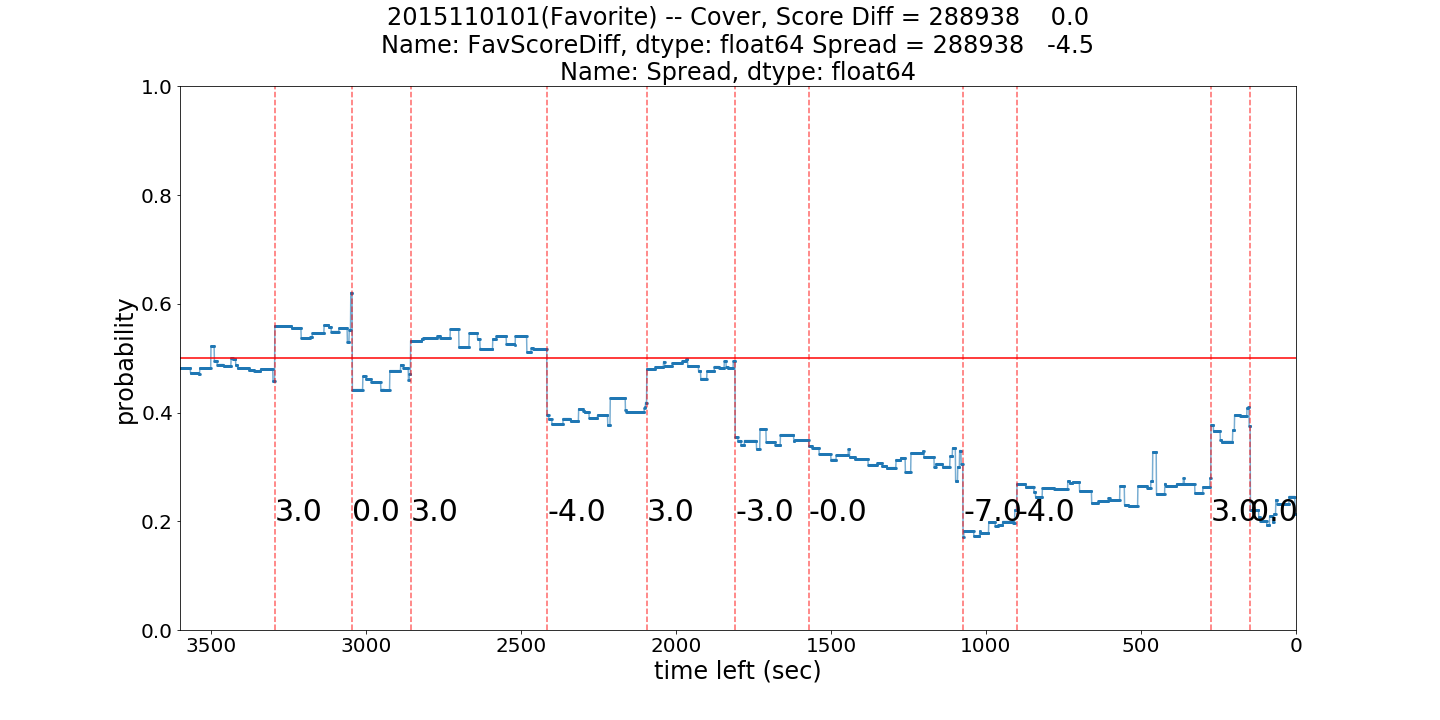 2015110101(Favorite) -- Cover, Score Diff = 288938    0.0
Name: FavScoreDiff, dtype: float64 Spread = 288938   -4.5
Name: Spread, dtype: float64
1.0
0.8
0.6
0.4
0.2
0.0
probability
3.0 0.0 3.0 -4.0 3.0 -3.0 -0.0 -7.0 -4.0 3.0 0.0
3500 3000 2500 2000 1500 1000 500 0
time left (sec)